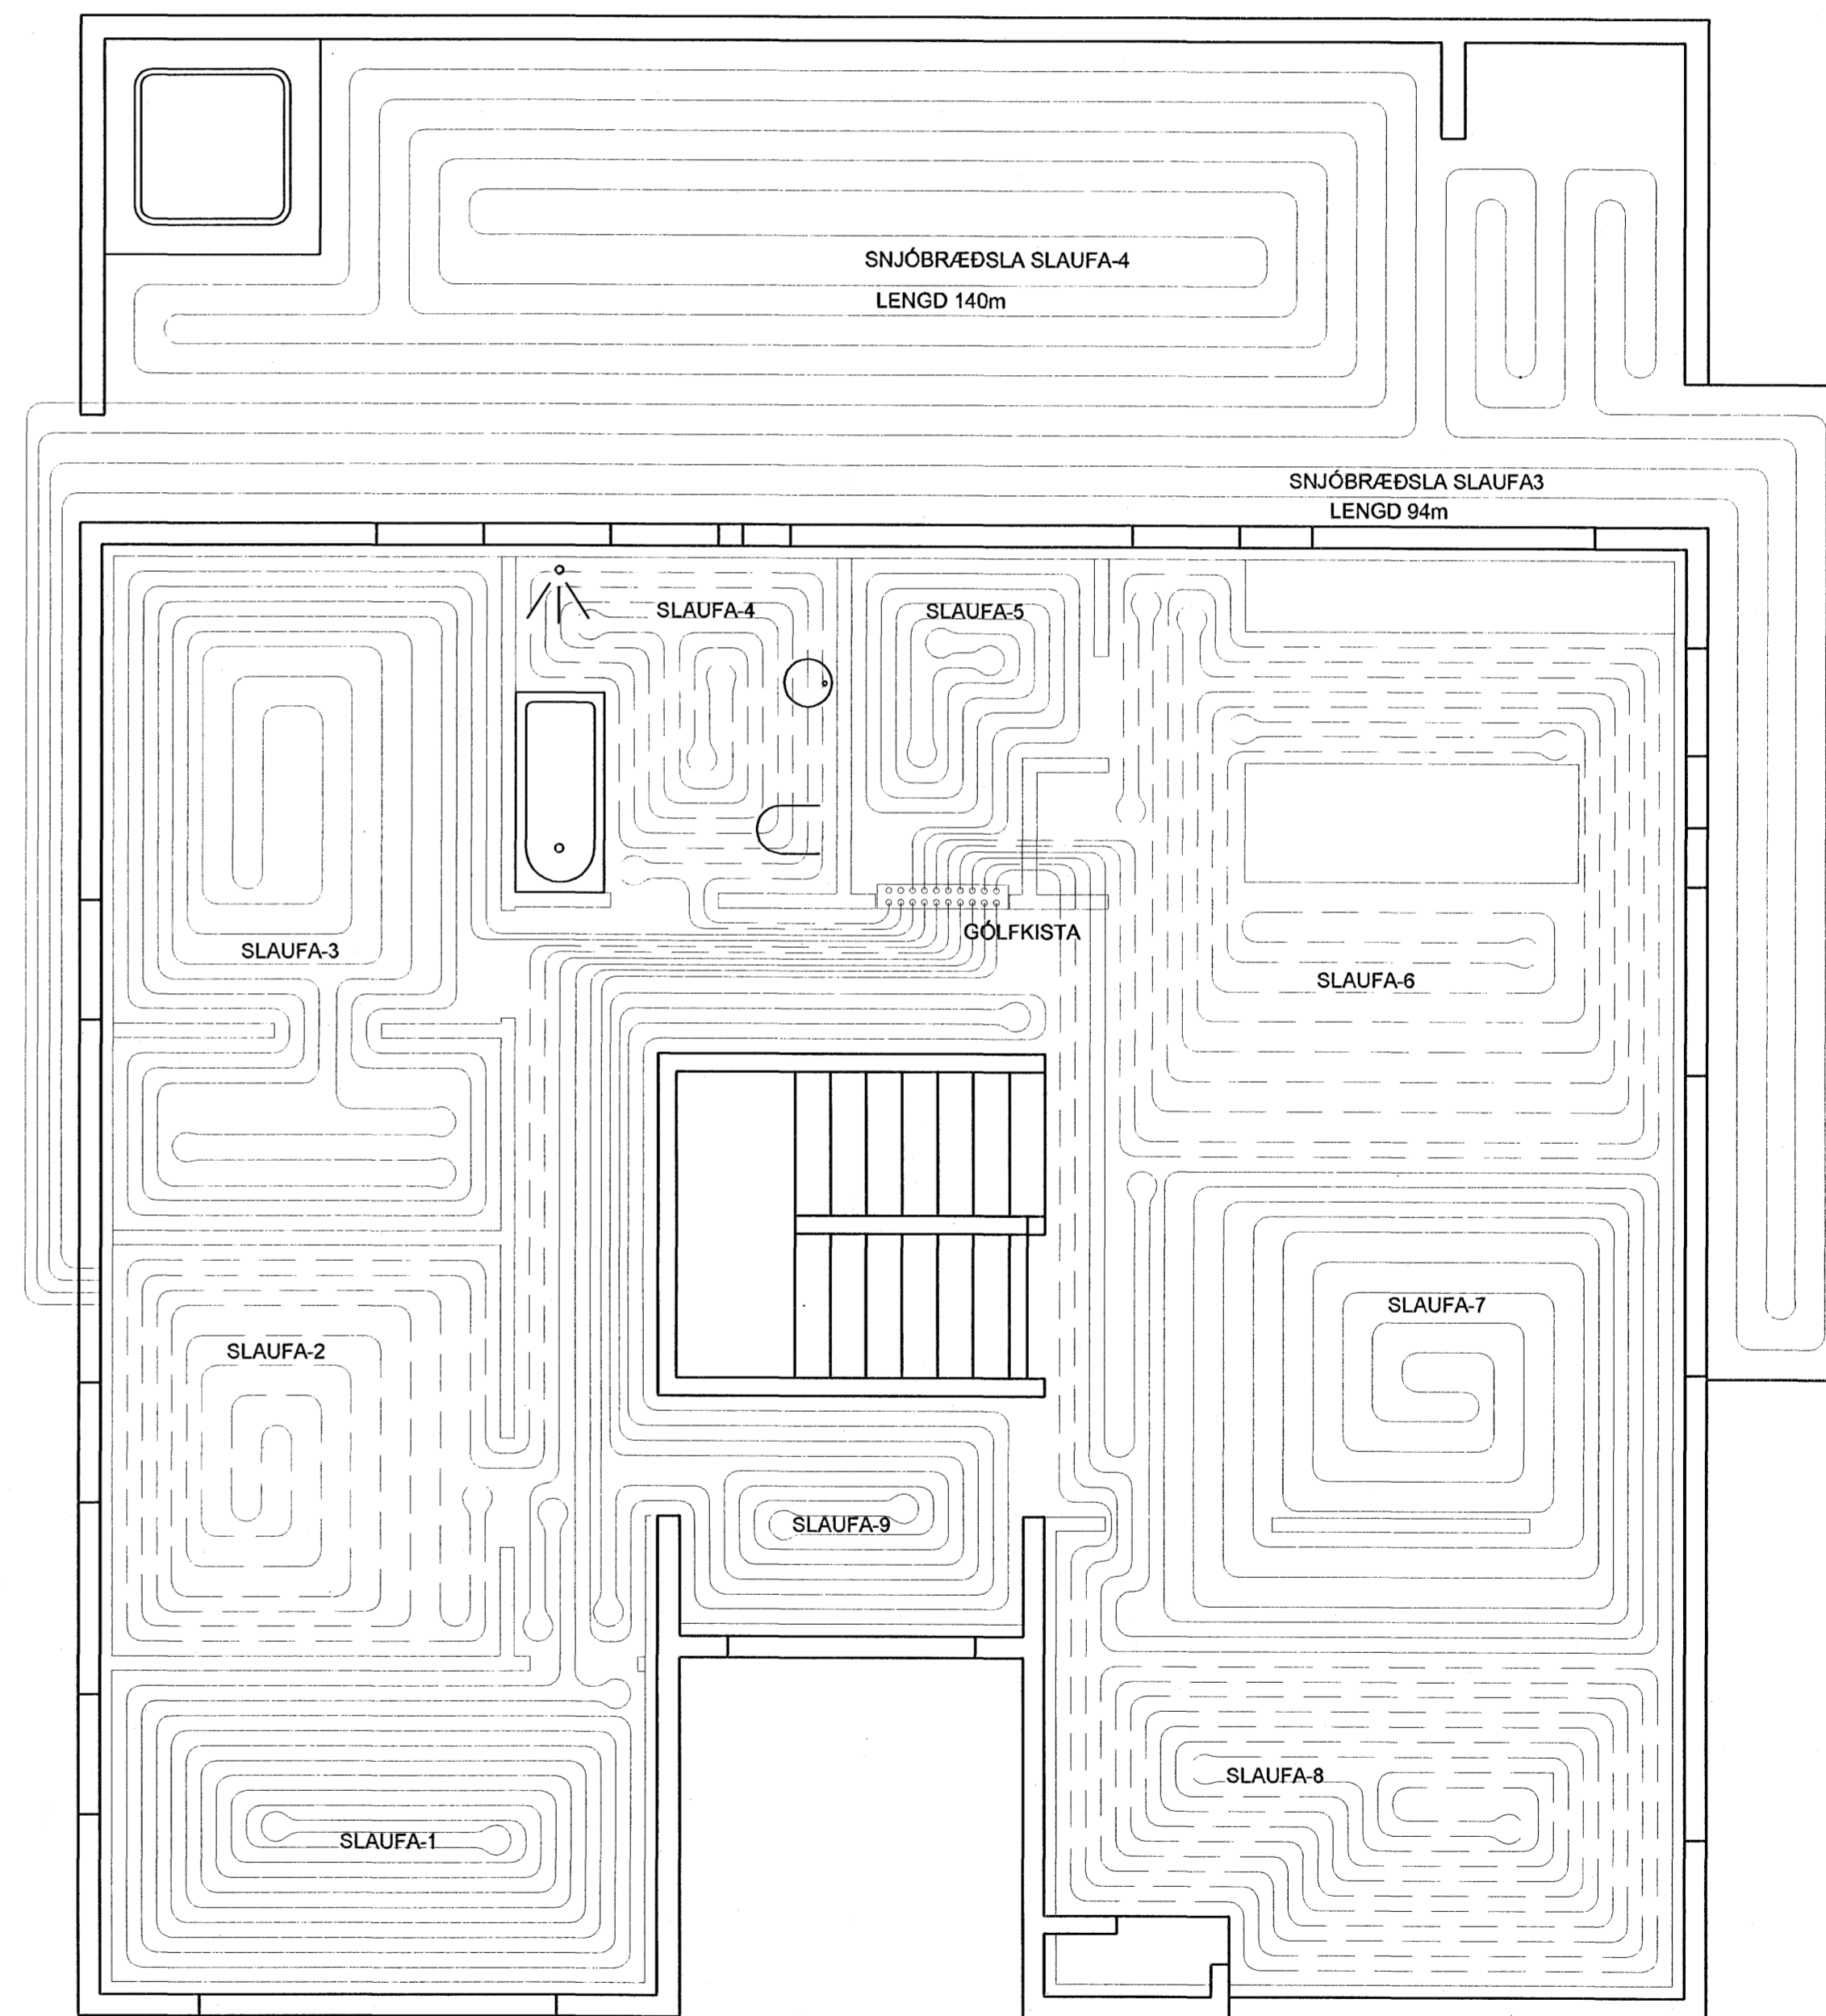 SNJÓBRÆÐSLA SLAUFA-4
LENGD 140m
SNJÓBRÆÐSLA SLAUFA3
LENGD 94m
SLAUFA-4
SLAUFA-5
GÓLFKISTA
SLAUFA-3
SLAUFA-6
SLAUFA-7
SLAUFA-2
SLAUFA-9
SLAUFA-8
SLAUFA-1